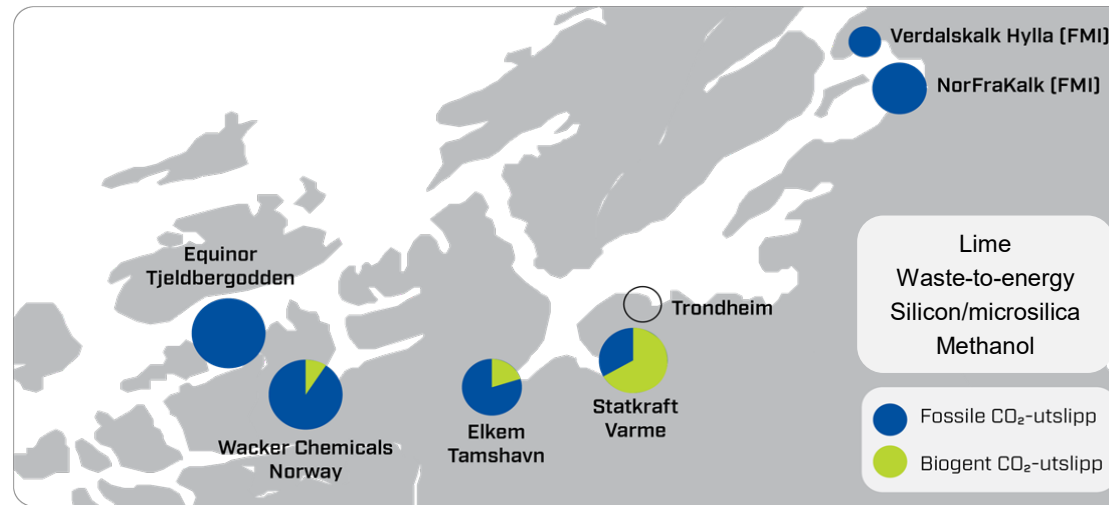 Verdalskalk Hylla (FMI)
NorFraKalk (FMI)
Equinor
Tjeldbergodden
Trondheim
Wacker Chemicals
Norway
Elkem
Tamshavn
Statkraft
Varme
Lime
Waste-to-energy
Silicon/microsilica
Methanol
Fossile CO₂-utslipp
Biogent CO₂-utslipp